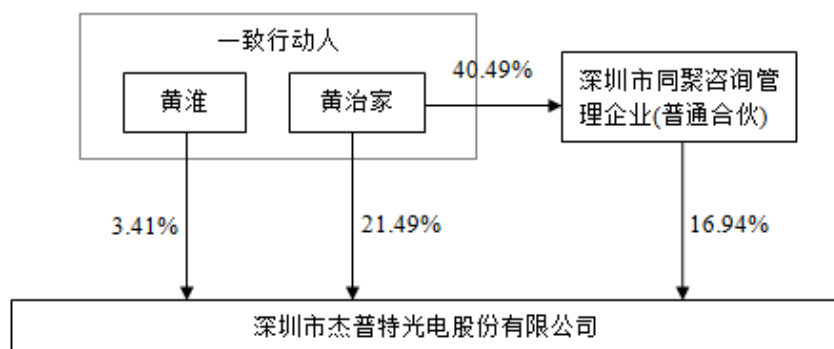 一致行动人
40.49%
黄淮
黄治家
深圳市同聚咨询管
理企业(普通合伙)
3.41%
21.49%
16.94%
深圳市杰普特光电股份有限公司